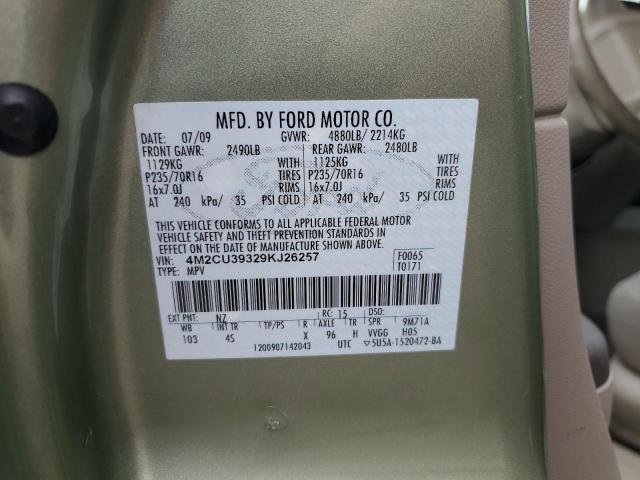 MFD. BY FORD MOTOR CO.
DATE: 07/09 GVWR: 4880LB/ 2214KG
FRONT GAWR: 2490LB REAR GAWR: 2480LB
1129KG WITH 1125KG WITH
P235/70R16 TIRES P235/70R16 TIRES
16x7.0J RIMS 16x7.0J RIMS
AT 240 kPa/ 35 PSI COLD AT 240 kPa/ 35 PSI COLD
THIS VEHICLE CONFORMS TO ALL APPLICABLE FEDERAL MOTOR
VEHICLE SAFETY AND THEFT PREVENTION STANDARDS IN
EFFECT ON THE DATE OF MANUFACTURE SHOWN ABOVE.
VIN: 4M2CU39329KJ26257 F0065
TYPE: MPV T0171
EXT PNT: NZ RC: 15 DSO:
WB INT TR TP/PS R AXLE TR SPR 9M71A
103 4S X 96 H VVGG H05
1200907142043 UTC ▽5U5A-1520472-BA